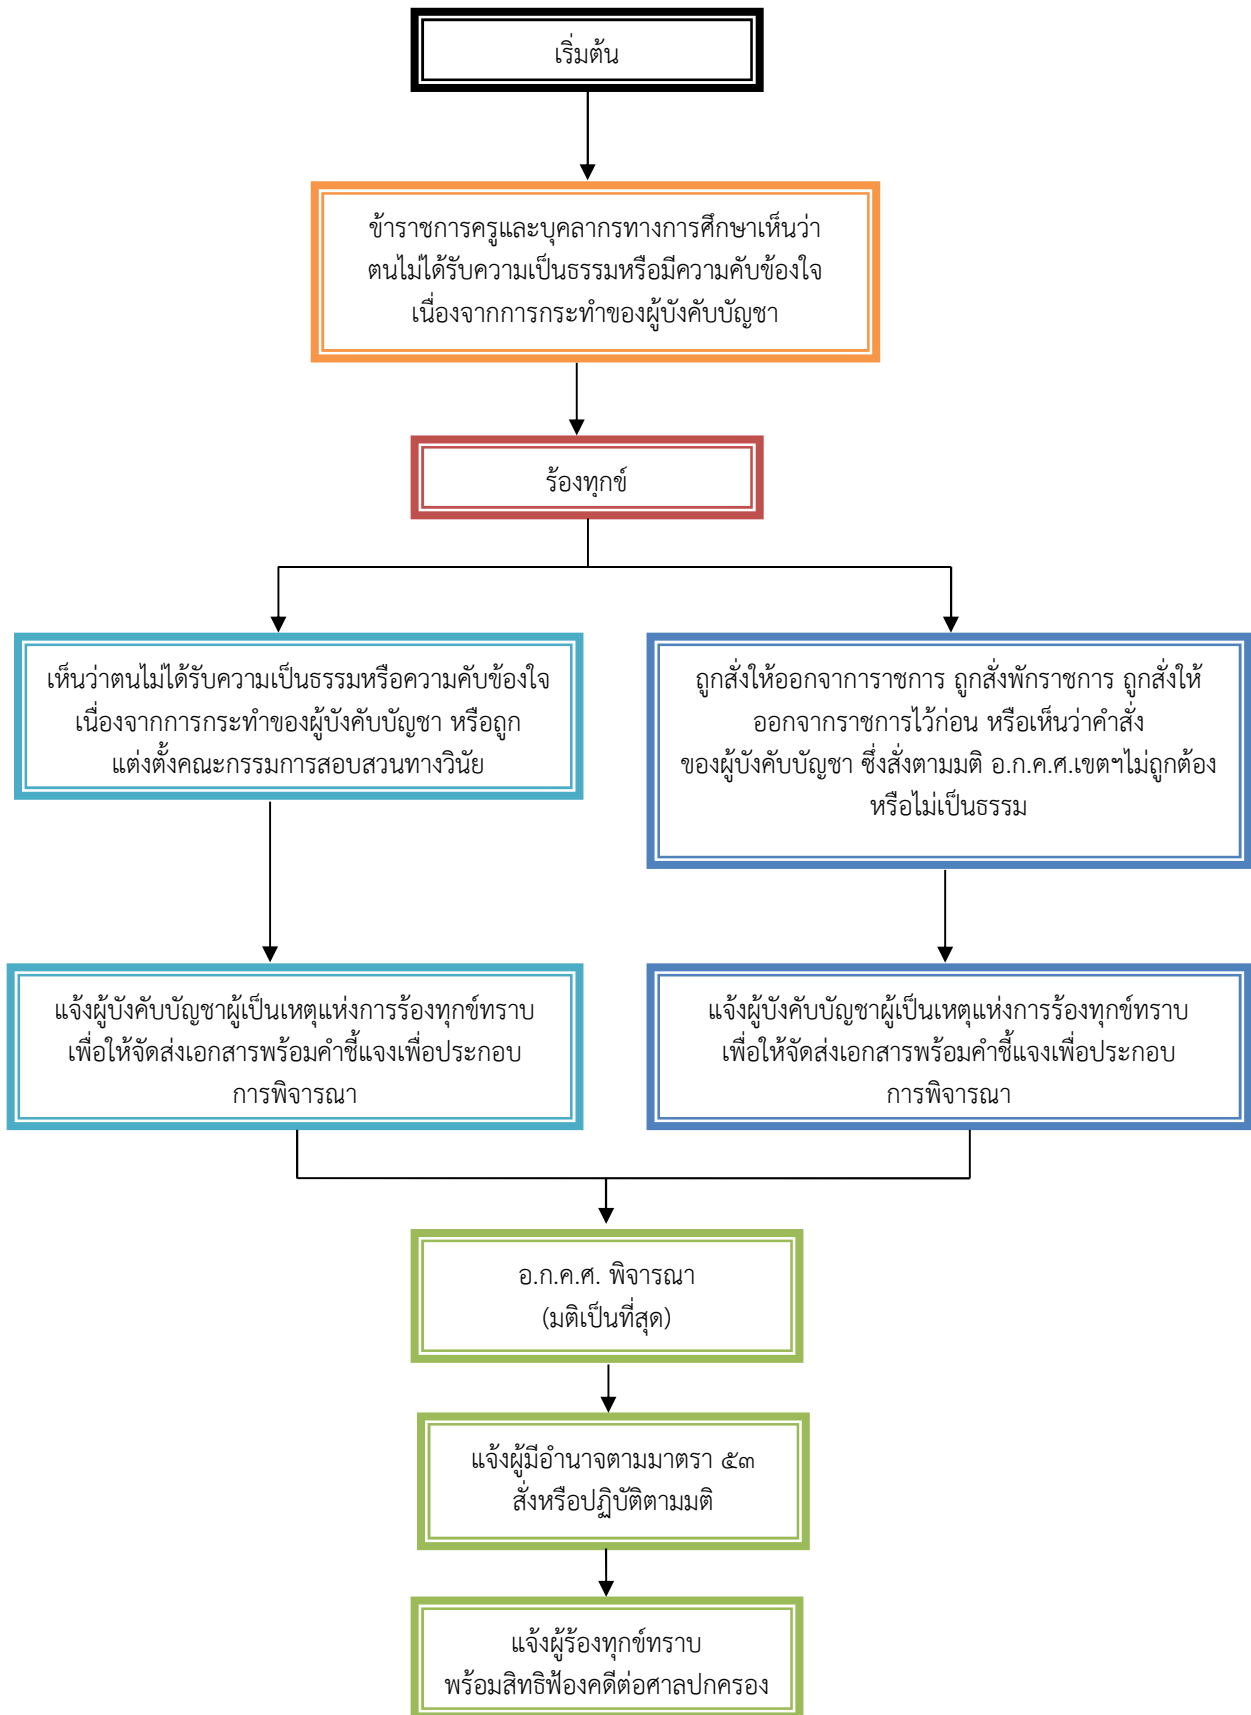 เริ่มต้น
ข้าราชการครูและบุคลากรทางการศึกษาเห็นว่า
ตนไม่ได้รับความเป็นธรรมหรือมีความคับข้องใจ
เนื่องจากการกระทำของผู้บังคับบัญชา
ร้องทุกข์
เห็นว่าตนไม่ได้รับความเป็นธรรมหรือความคับข้องใจ
เนื่องจากการกระทำของผู้บังคับบัญชา หรือถูก
แต่งตั้งคณะกรรมการสอบสวนทางวินัย
ถูกสั่งให้ออกจาการาชการ ถูกสั่งพักราชการ ถูกสั่งให้
ออกจากราชการไว้ก่อน หรือเห็นว่าคำสั่ง
ของผู้บังคับบัญชา ซึ่งสั่งตามมติ อ.ก.ค.ศ.เขตฯไม่ถูกต้อง
หรือไม่เป็นธรรม
แจ้งผู้บังคับบัญชาผู้เป็นเหตุแห่งการร้องทุกข์ทราบ
เพื่อให้จัดส่งเอกสารพร้อมคำชี้แจงเพื่อประกอบ
การพิจารณา
แจ้งผู้บังคับบัญชาผู้เป็นเหตุแห่งการร้องทุกข์ทราบ
เพื่อให้จัดส่งเอกสารพร้อมคำชี้แจงเพื่อประกอบ
การพิจารณา
อ.ก.ค.ศ. พิจารณา
(มติเป็นที่สุด)
แจ้งผู้มีอำนาจตามมาตรา ๕๓
สั่งหรือปฏิบัติตามมติ
แจ้งผู้ร้องทุกข์ทราบ
พร้อมสิทธิฟ้องคดีต่อศาลปกครอง